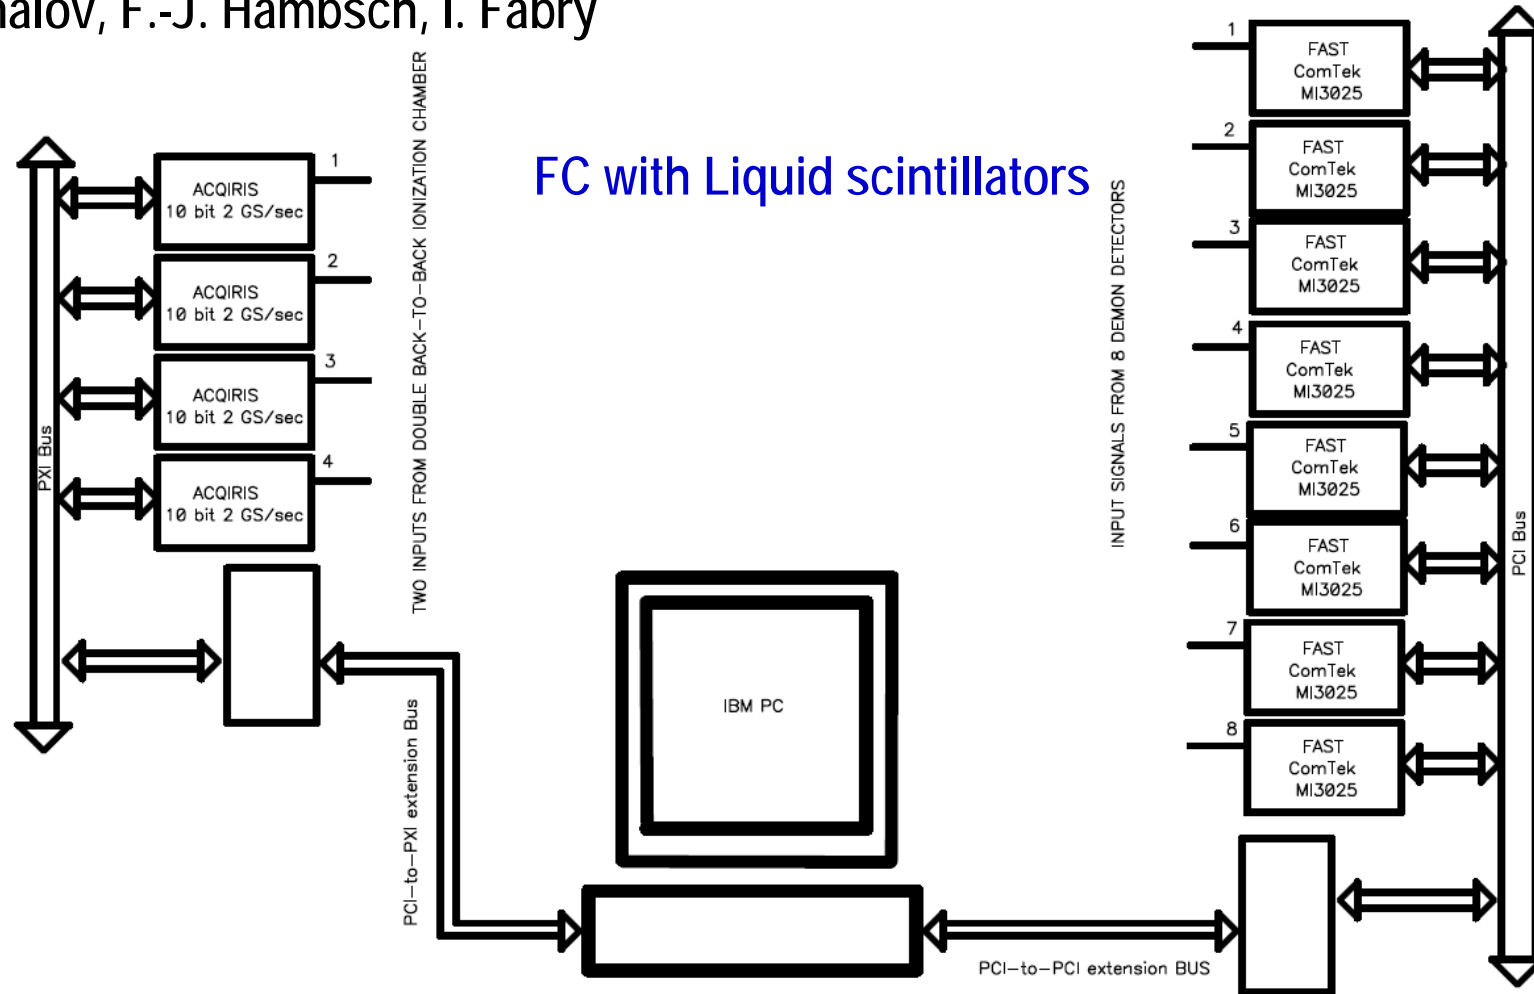 F.-J. Hambsch, I. Fabry
FC with Liquid scintillators
PXI Bus
ACQIRIS
10 bit 2 GS/sec
1
ACQIRIS
10 bit 2 GS/sec
2
ACQIRIS
10 bit 2 GS/sec
3
ACQIRIS
10 bit 2 GS/sec
4
TWO INPUTS FROM DOUBLE BACK-TO-BACK IONIZATION CHAMBER
PCI-to-PXI extension Bus
IBM PC
PCI-to-PCI extension BUS
INPUT SIGNALS FROM 8 DEMON DETECTORS
1
FAST
ComTek
MI3025
2
FAST
ComTek
MI3025
3
FAST
ComTek
MI3025
4
FAST
ComTek
MI3025
5
FAST
ComTek
MI3025
6
FAST
ComTek
MI3025
7
FAST
ComTek
MI3025
8
FAST
ComTek
MI3025
PCI Bus